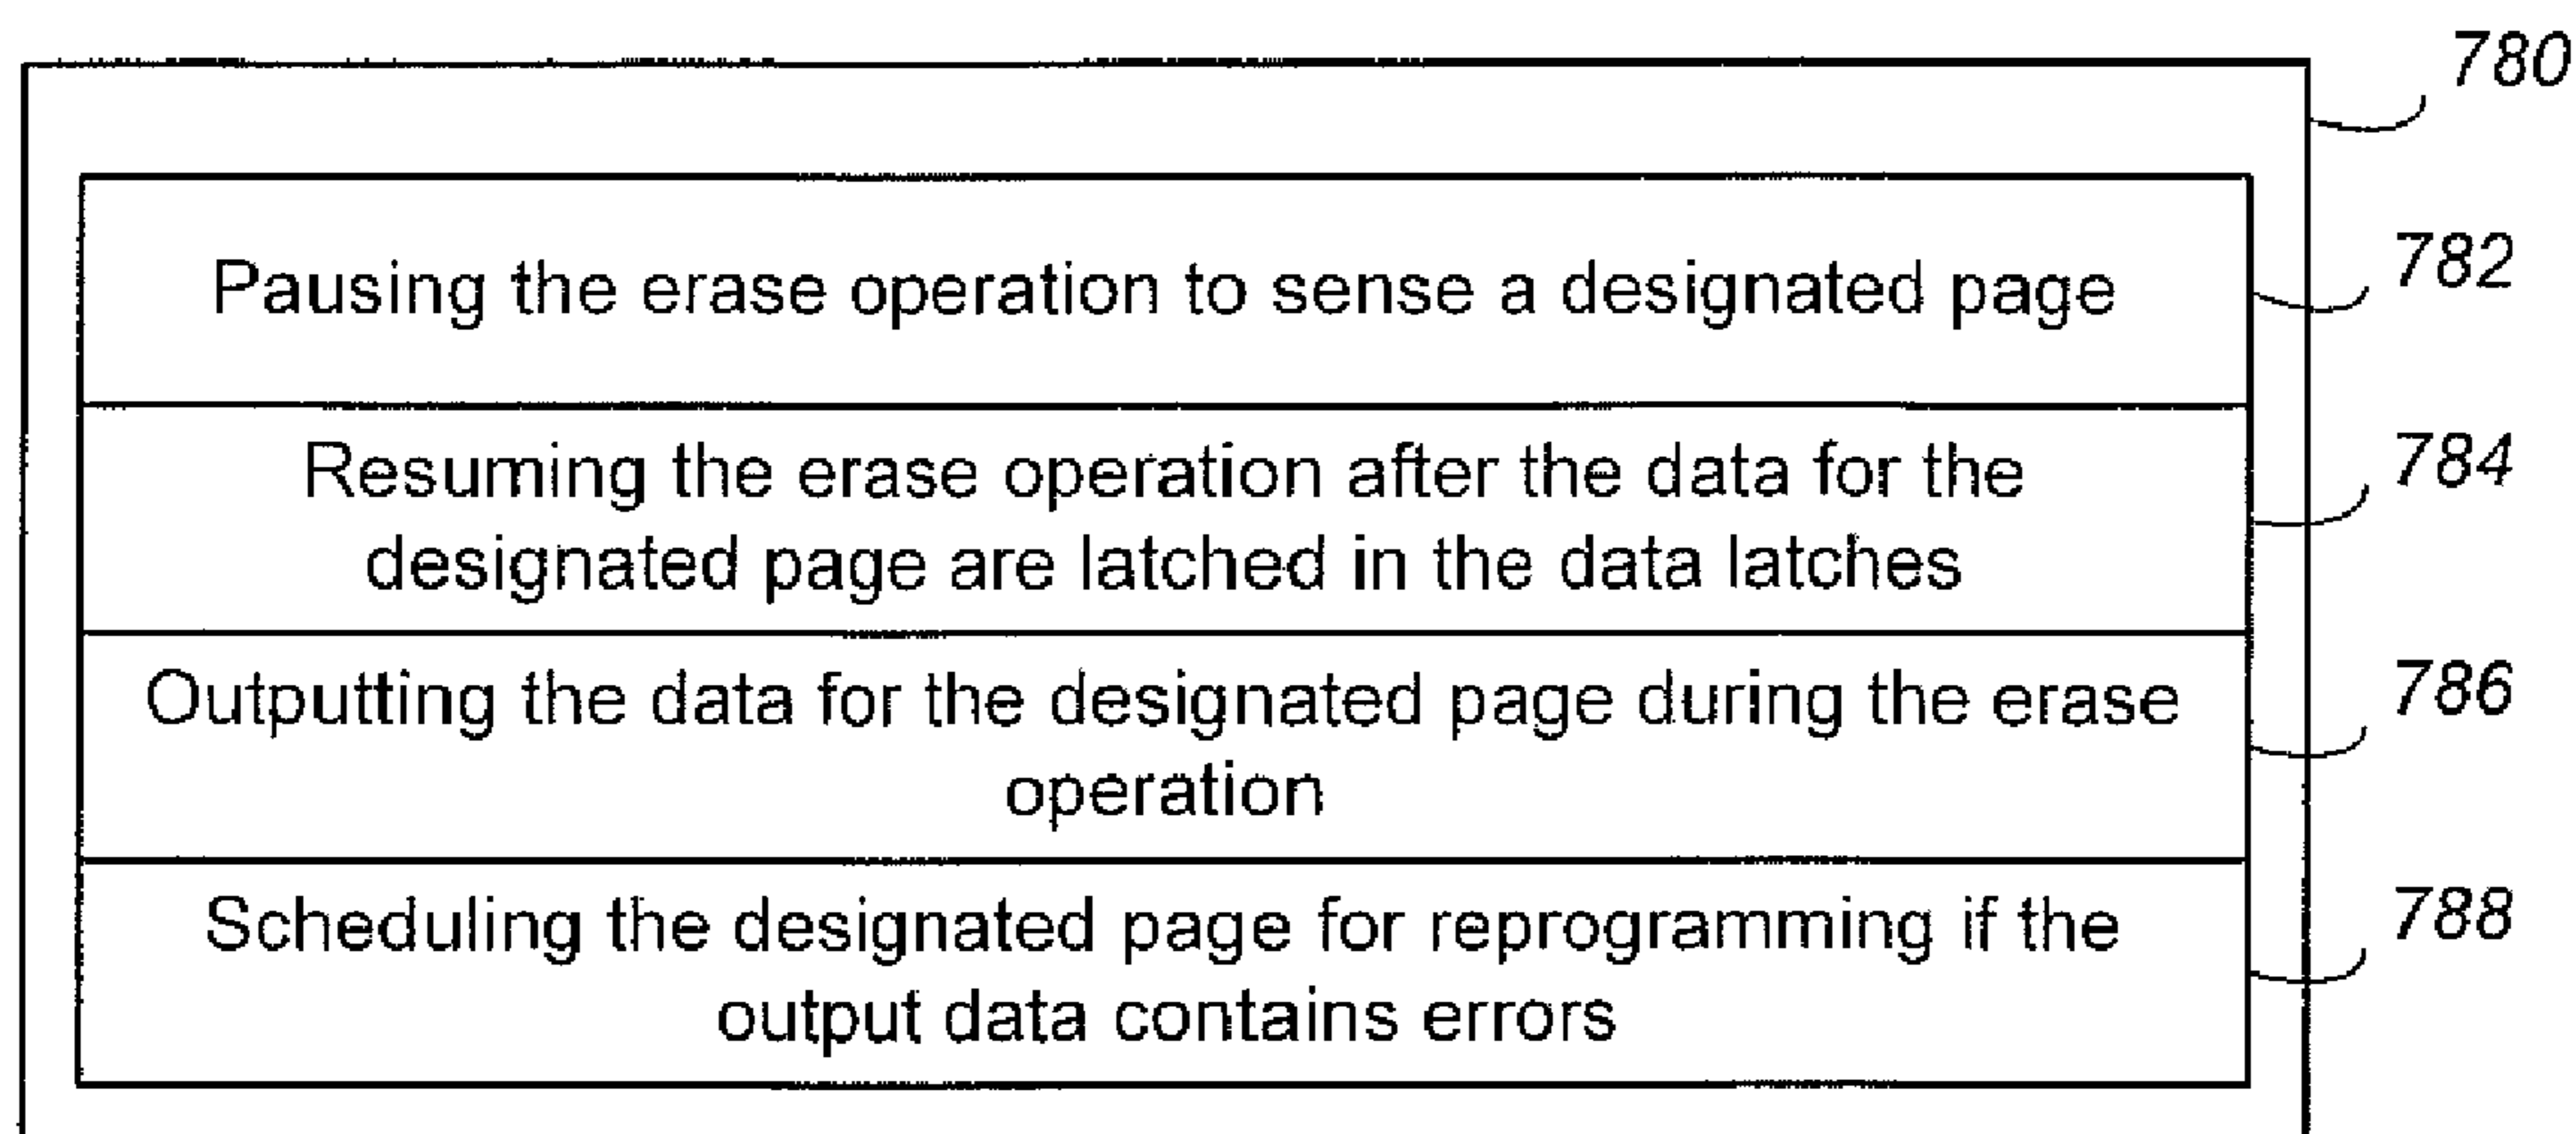 780
Pausing the erase operation to sense a designated page
782
Resuming the erase operation after the data for the
designated page are latched in the data latches
784
Outputting the data for the designated page during the erase
operation
786
Scheduling the designated page for reprogramming if the
output data contains errors
788